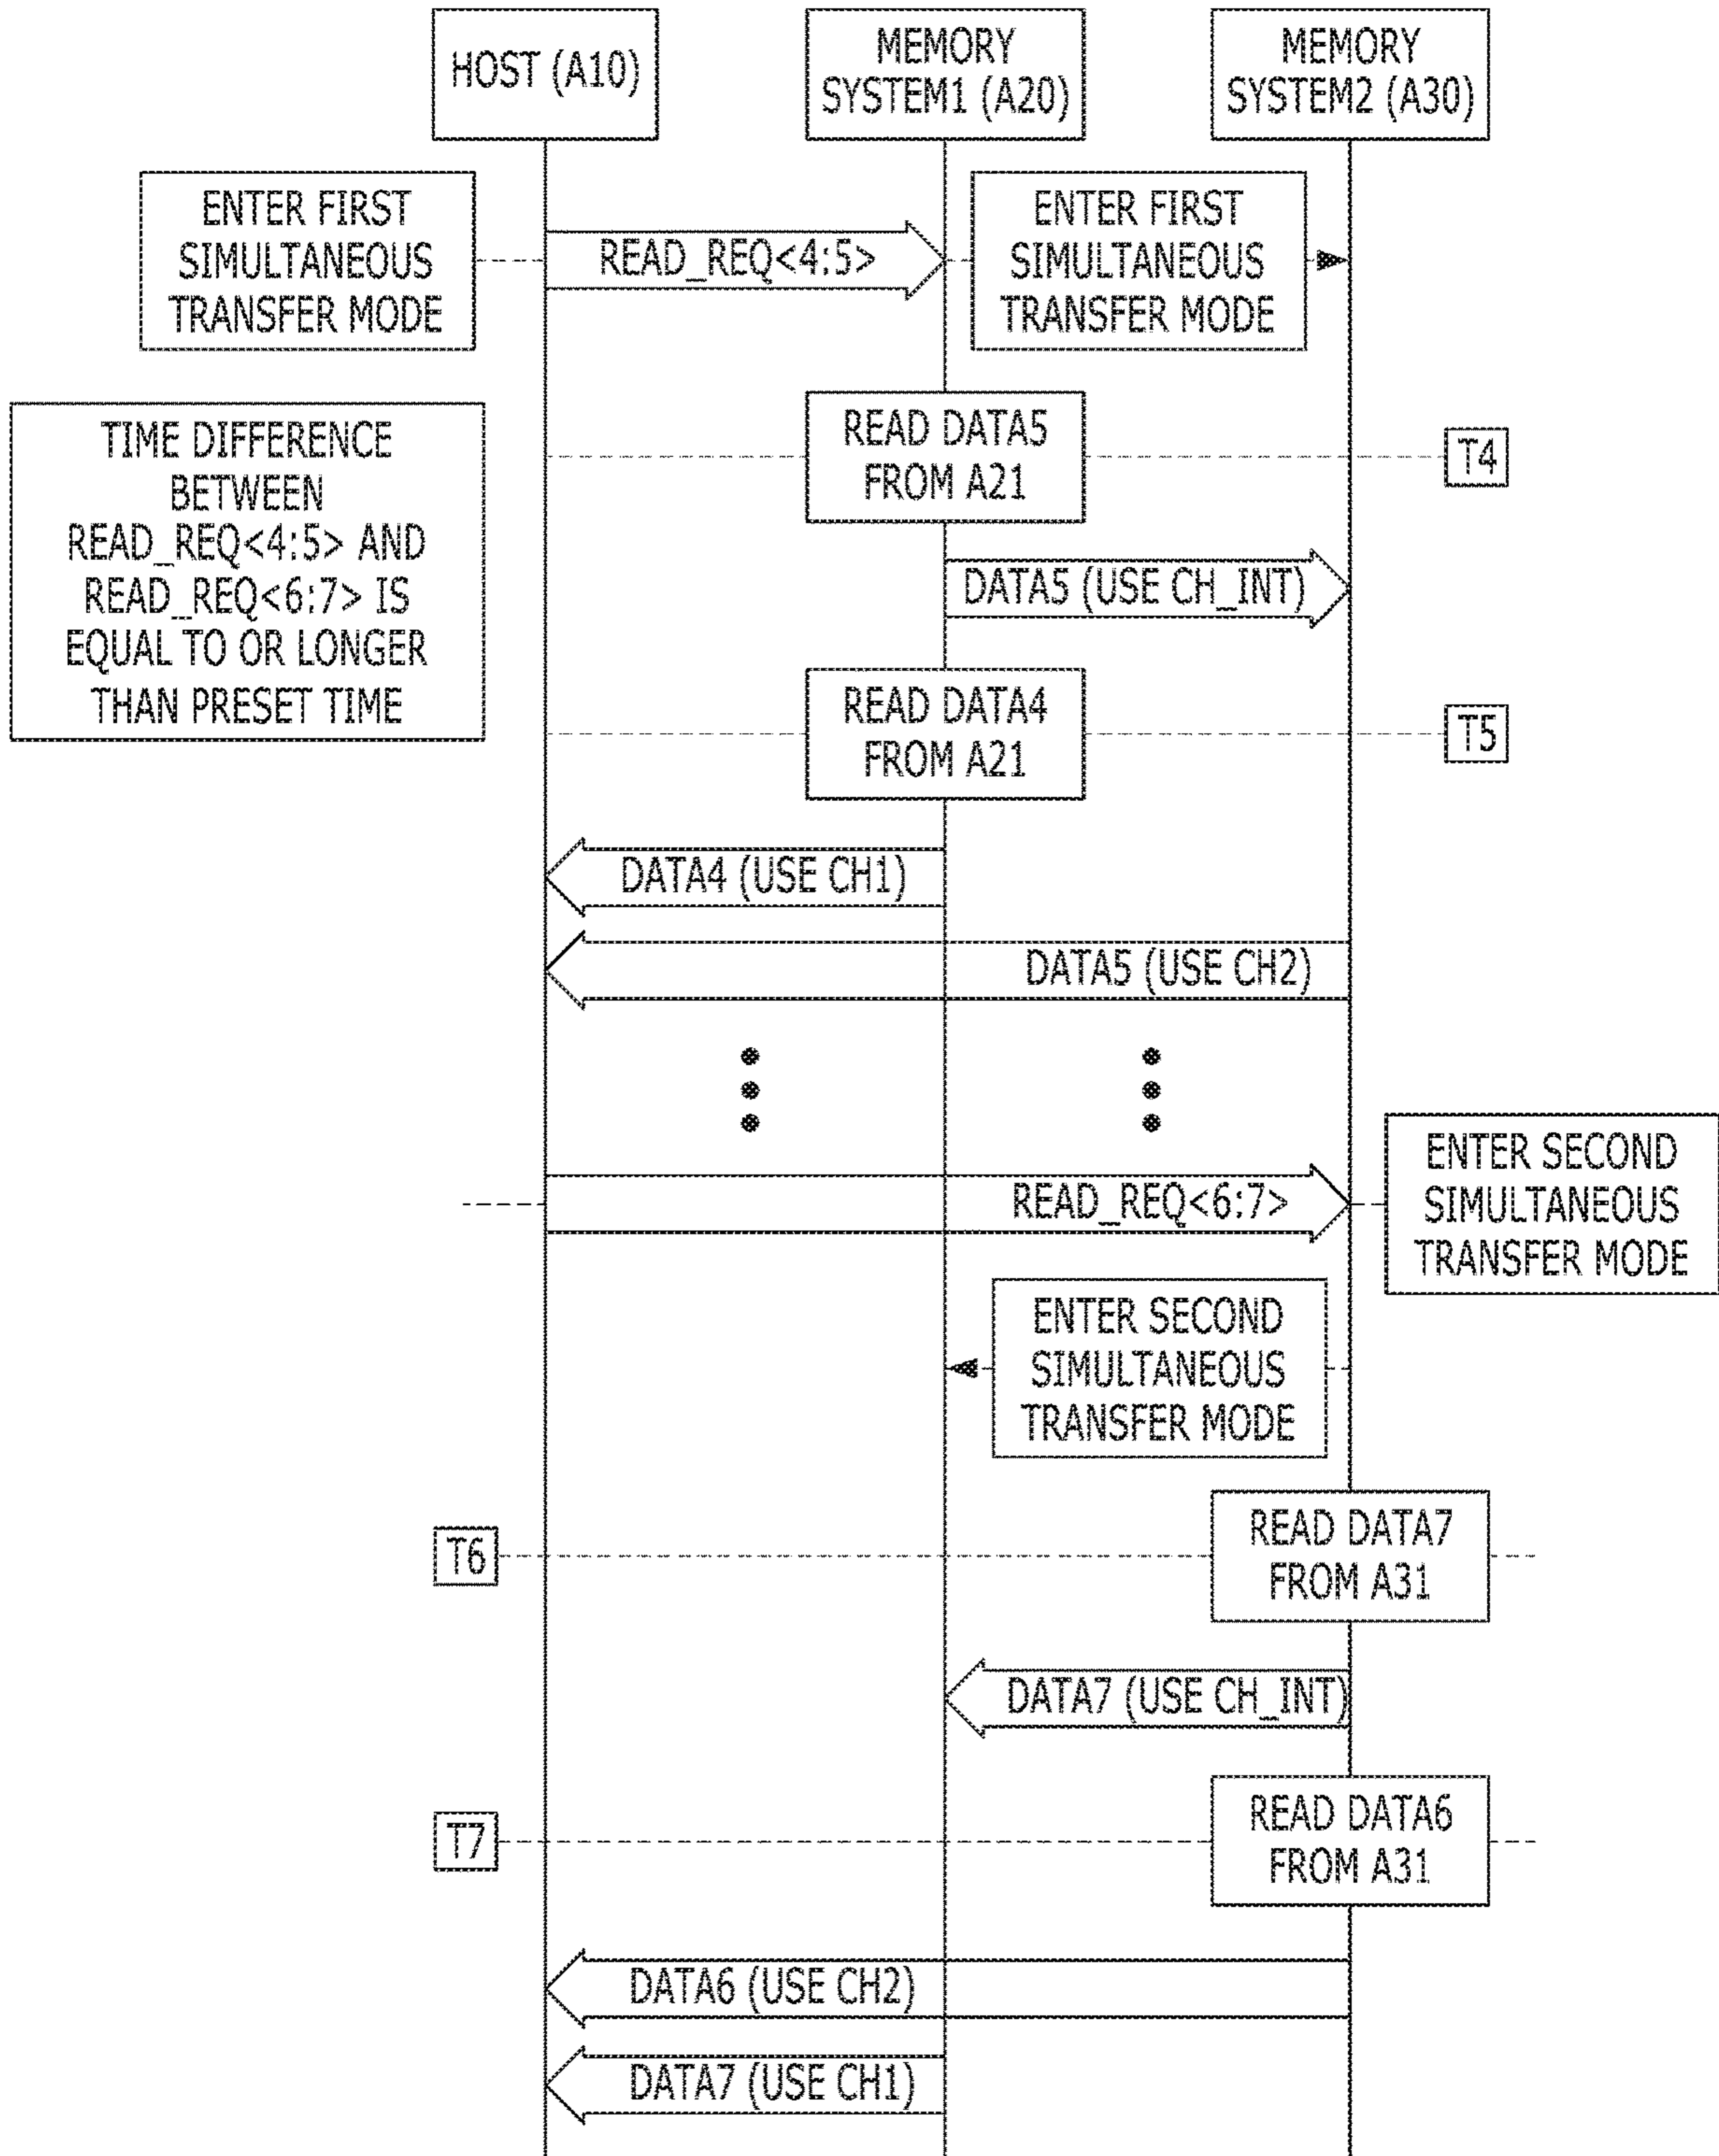 HOST (A10)
MEMORY
SYSTEM1 (A20)
MEMORY
SYSTEM2 (A30)
ENTER FIRST
SIMULTANEOUS
TRANSFER MODE
READ_REQ<4:5>
ENTER FIRST
SIMULTANEOUS
TRANSFER MODE
TIME DIFFERENCE
BETWEEN
READ_REQ<4:5> AND
READ_REQ<6:7> IS
EQUAL TO OR LONGER
THAN PRESET TIME
READ DATA5
FROM A21
T4
DATA5 (USE CH_INT)
READ DATA4
FROM A21
T5
DATA4 (USE CH1)
DATA5 (USE CH2)
READ_REQ<6:7>
ENTER SECOND
SIMULTANEOUS
TRANSFER MODE
ENTER SECOND
SIMULTANEOUS
TRANSFER MODE
T6
READ DATA7
FROM A31
DATA7 (USE CH_INT)
T7
READ DATA6
FROM A31
DATA6 (USE CH2)
DATA7 (USE CH1)